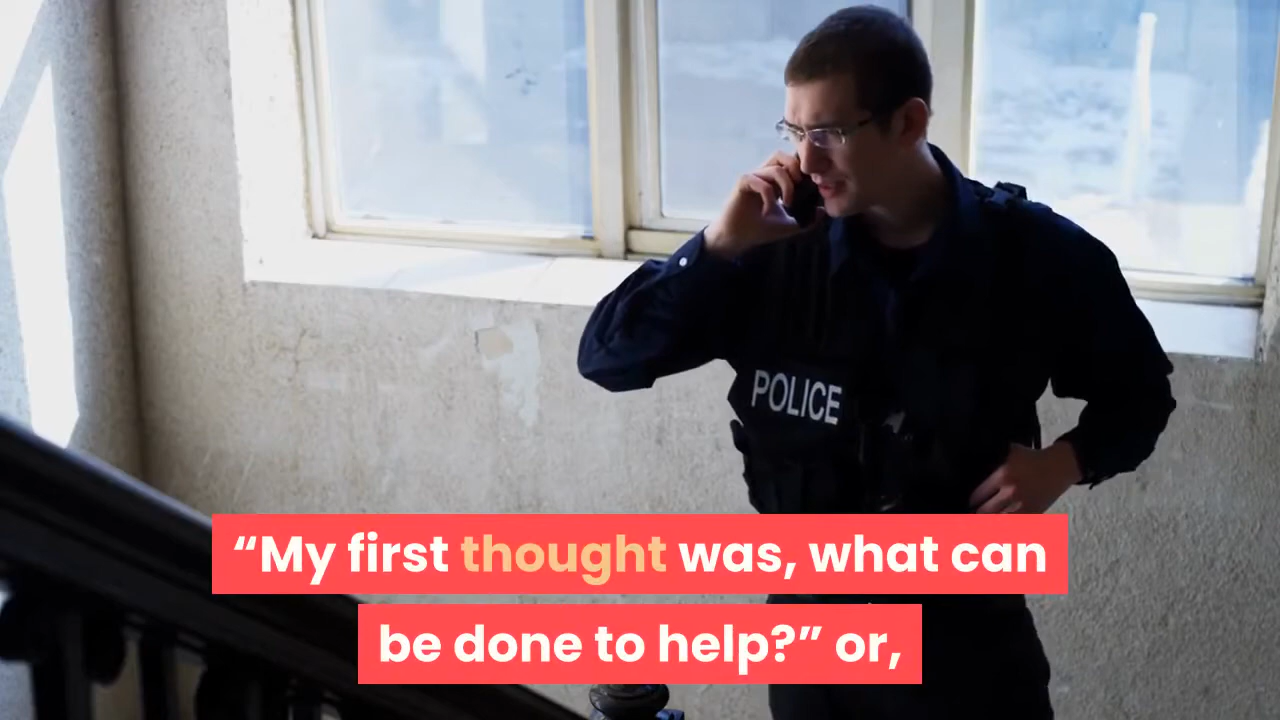 POLICE
“My first thought was, what can
be done to help?” or,